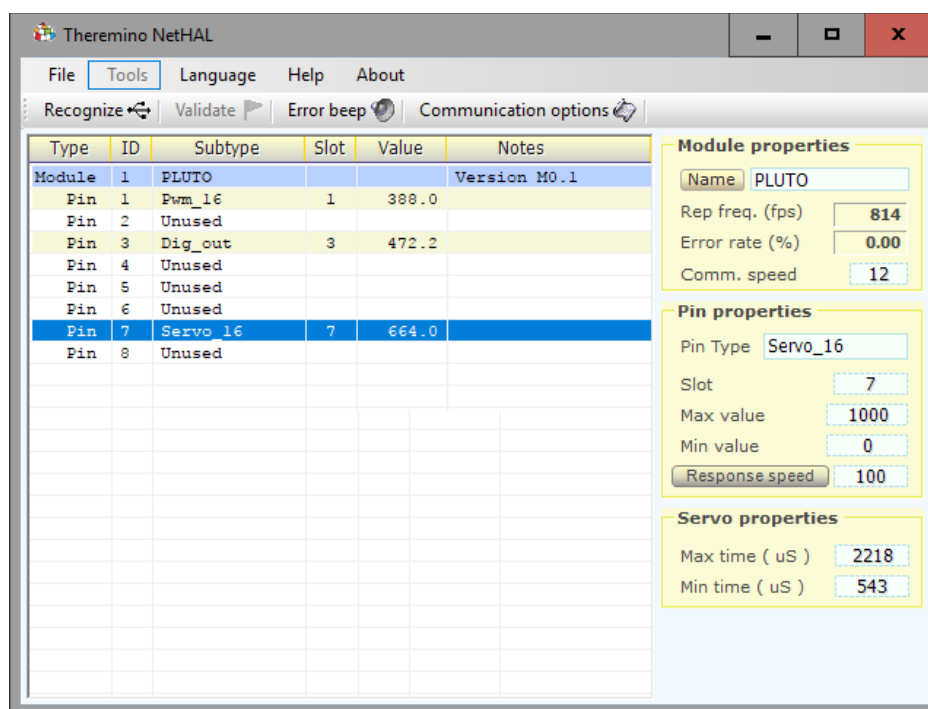 Theremino NetHAL
File Tools Language Help About
Recognize Validate Error beep Communication options
Type ID Subtype Slot Value Notes
Module 1 PLUTO Version M0.1
Pin 1 Pwm_16 1 388.0
Pin 2 Unused
Pin 3 Dig_out 3 472.2
Pin 4 Unused
Pin 5 Unused
Pin 6 Unused
Pin 7 Servo_16 7 664.0
Pin 8 Unused
Module properties
Name PLUTO
Rep freq. (fps) 814
Error rate (%) 0.00
Comm. speed 12
Pin properties
Pin Type Servo_16
Slot 7
Max value 1000
Min value 0
Response speed 100
Servo properties
Max time ( uS ) 2218
Min time ( uS ) 543